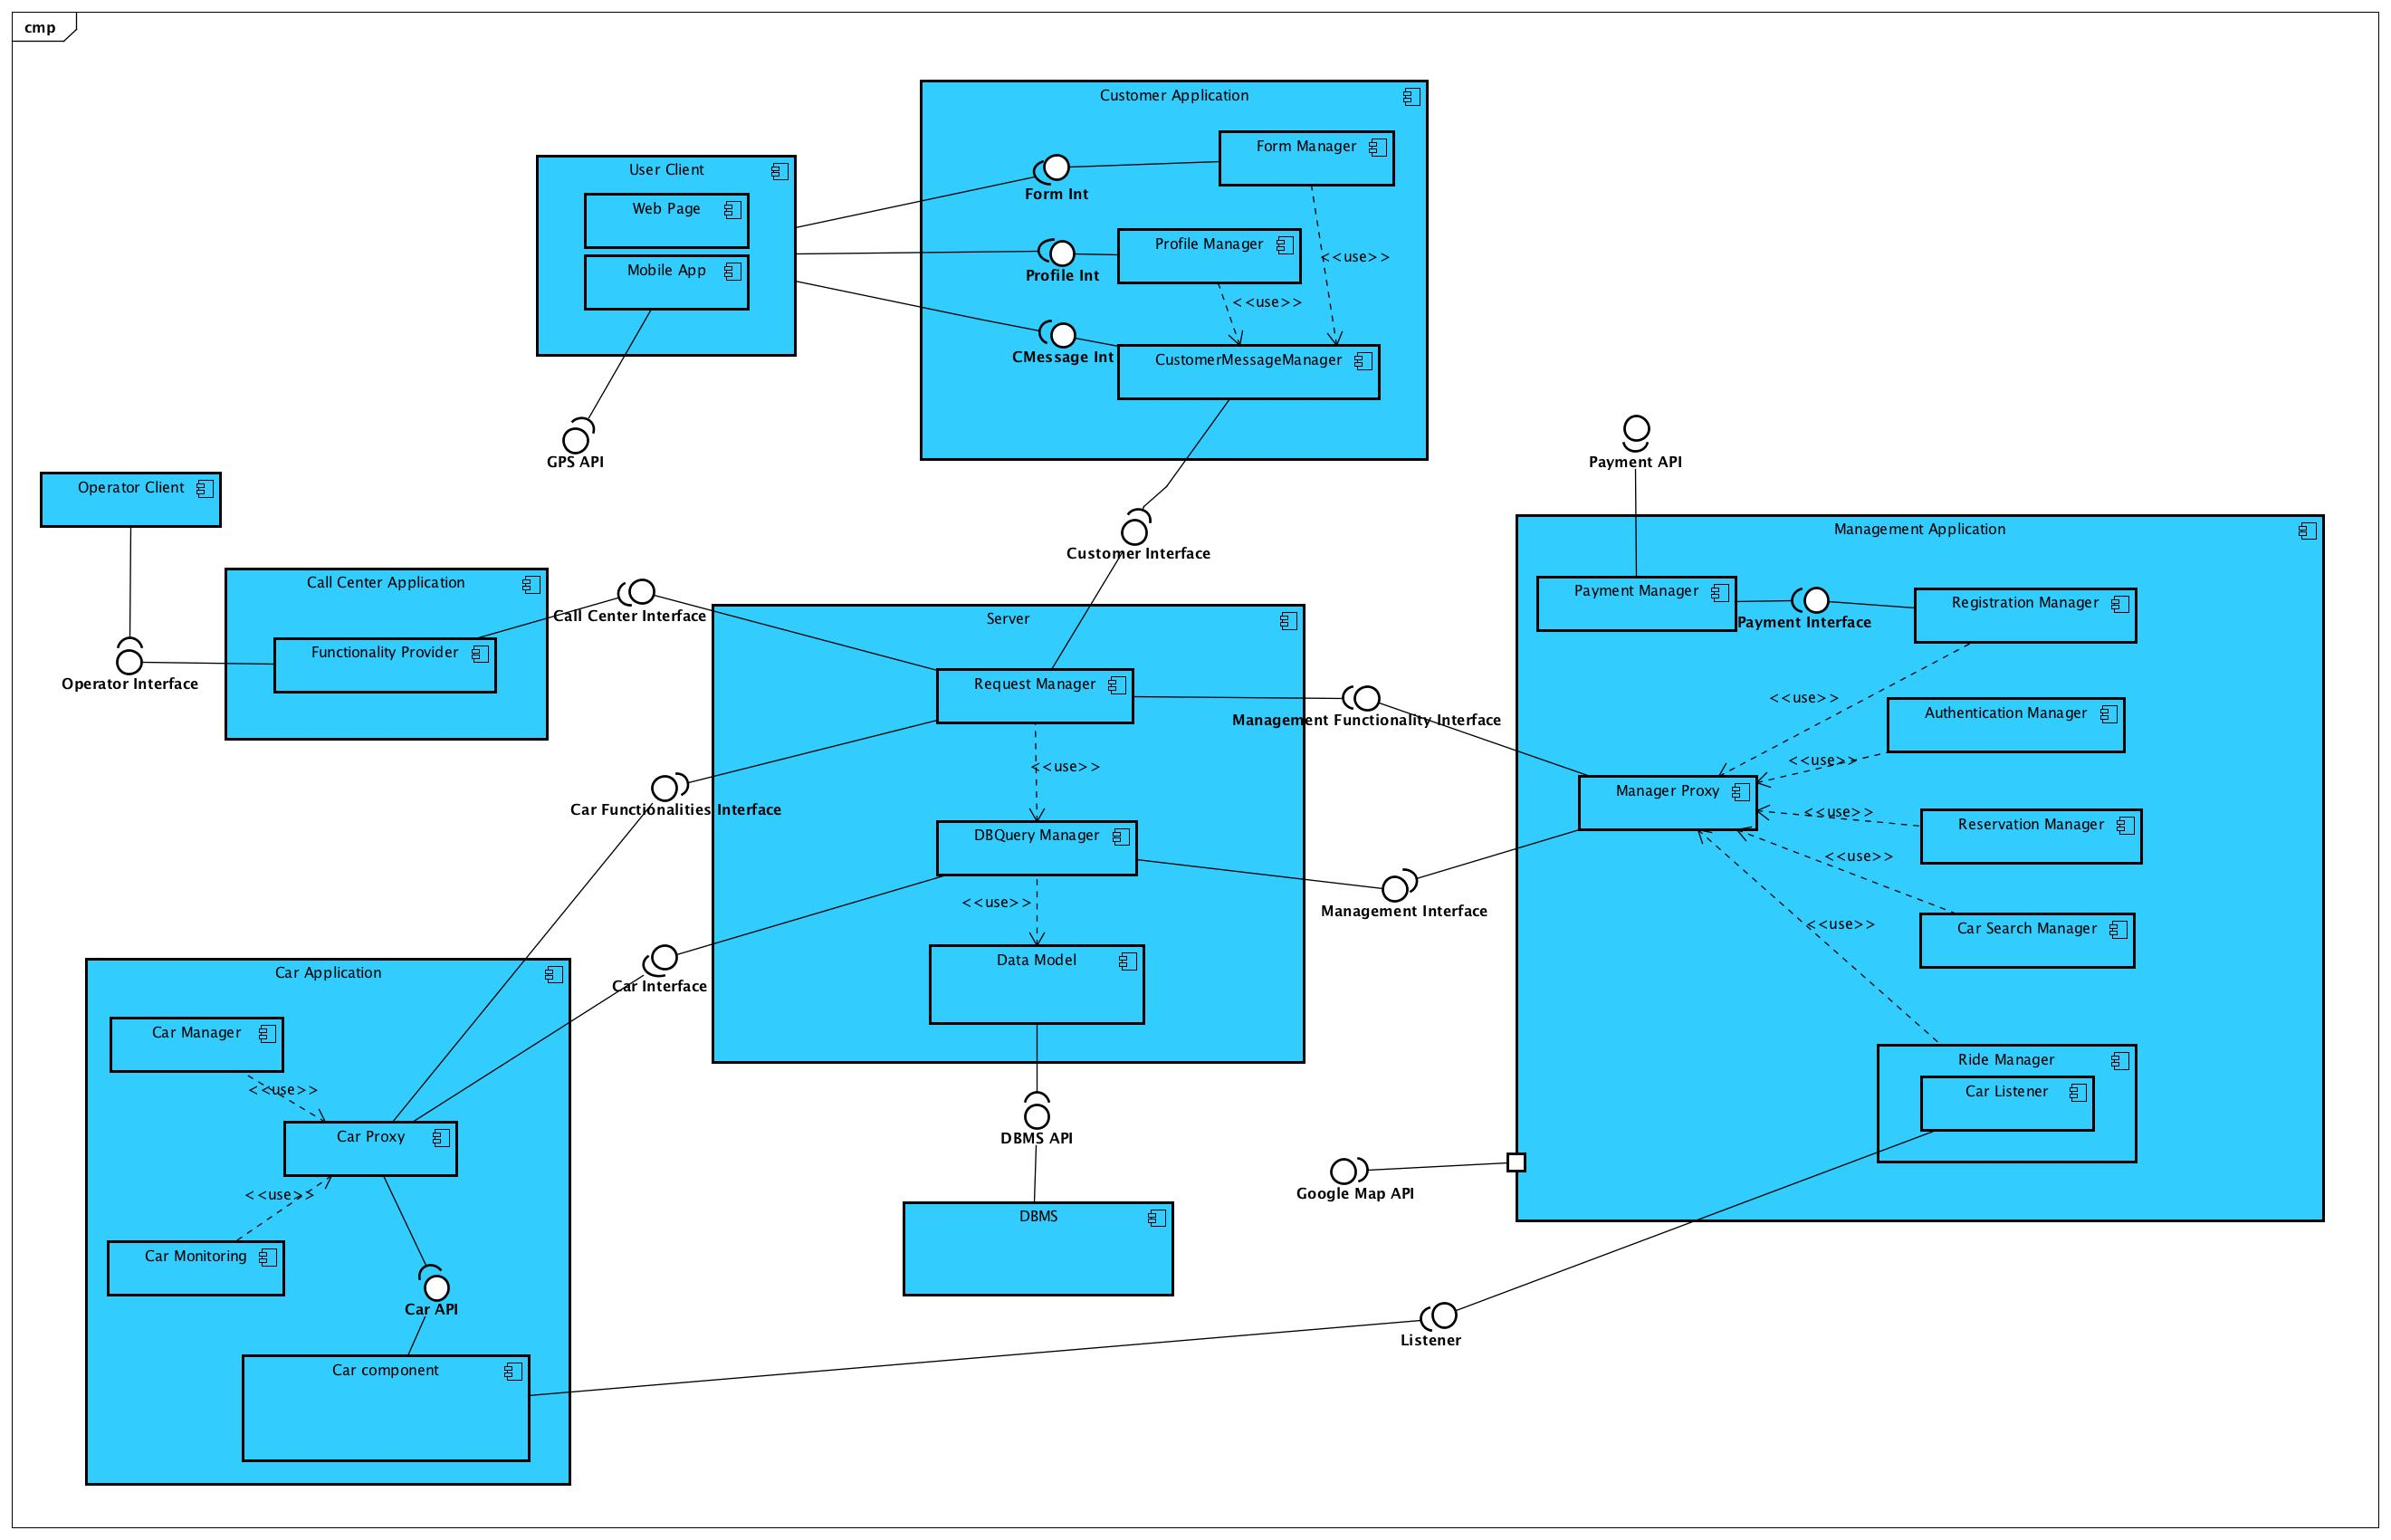 cmp
Customer Application
Form Manager
User Client
Web Page
Form Int
Profile Manager
<<use>>
Mobile App
Profile Int
<<use>>
CMessage Int
CustomerMessageManager
GPS API
Payment API
Operator Client
Management Application
Customer Interface
Call Center Application
Payment Manager
Registration Manager
Call Center Interface
Server
Payment Interface
Functionality Provider
Operator Interface
Request Manager
<<use>>
Management Functionality Interface
Authentication Manager
<<use>>
<<use>>
Manager Proxy
Car Functionalities Interface
<<use>>
Reservation Manager
DBQuery Manager
<<use>>
<<use>>
Management Interface
<<use>>
Car Search Manager
Data Model
Car Application
Car Interface
Car Manager
Ride Manager
<<use>>
Car Listener
Car Proxy
DBMS API
<<use>>
Google Map API
DBMS
Car Monitoring
Car API
Listener
Car component